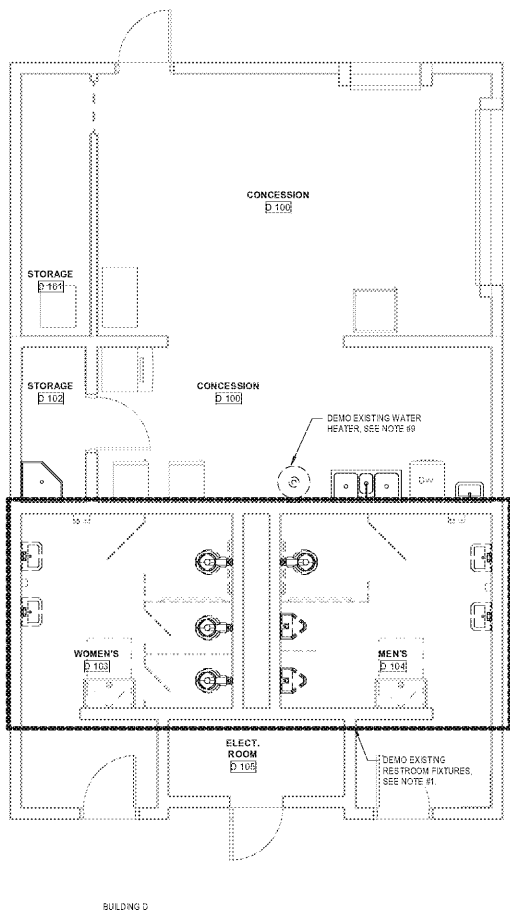 CONCESSION
D 100
STORAGE
D 101
STORAGE
D 102
CONCESSION
D 100
DEMO EXISTING WATER
HEATER, SEE NOTE #9
WOMEN'S
D 103
MEN'S
D 104
ELECT.
ROOM
D 105
DEMO EXISTING
RESTROOM FIXTURES,
SEE NOTE #1.
BUILDING D